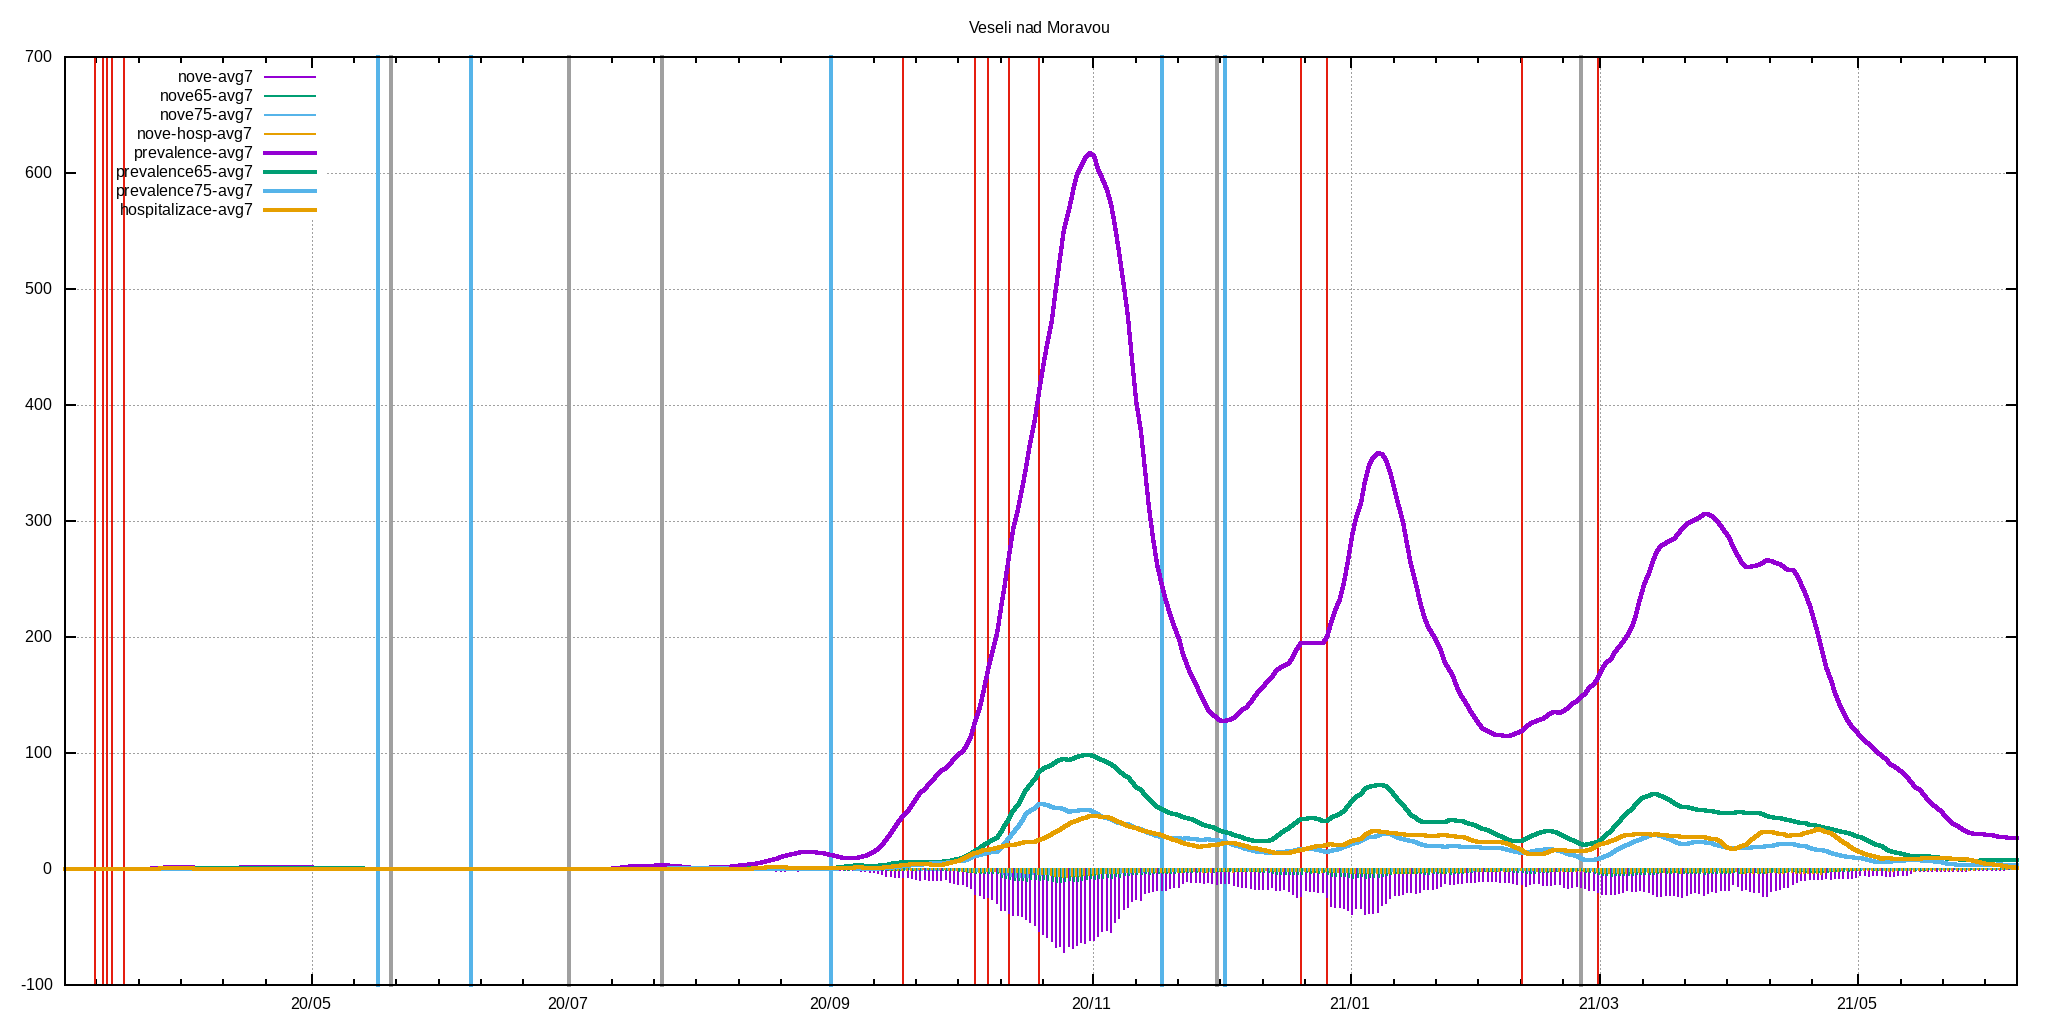 Veseli nad Moravou
700
600
500
400
300
200
100
0
-100
nove-avg7
nove65-avg7
nove75-avg7
nove-hosp-avg7
prevalence-avg7
prevalence65-avg7
prevalence75-avg7
hospitalizace-avg7
20/05 20/07 20/09 20/11 21/01 21/03 21/05